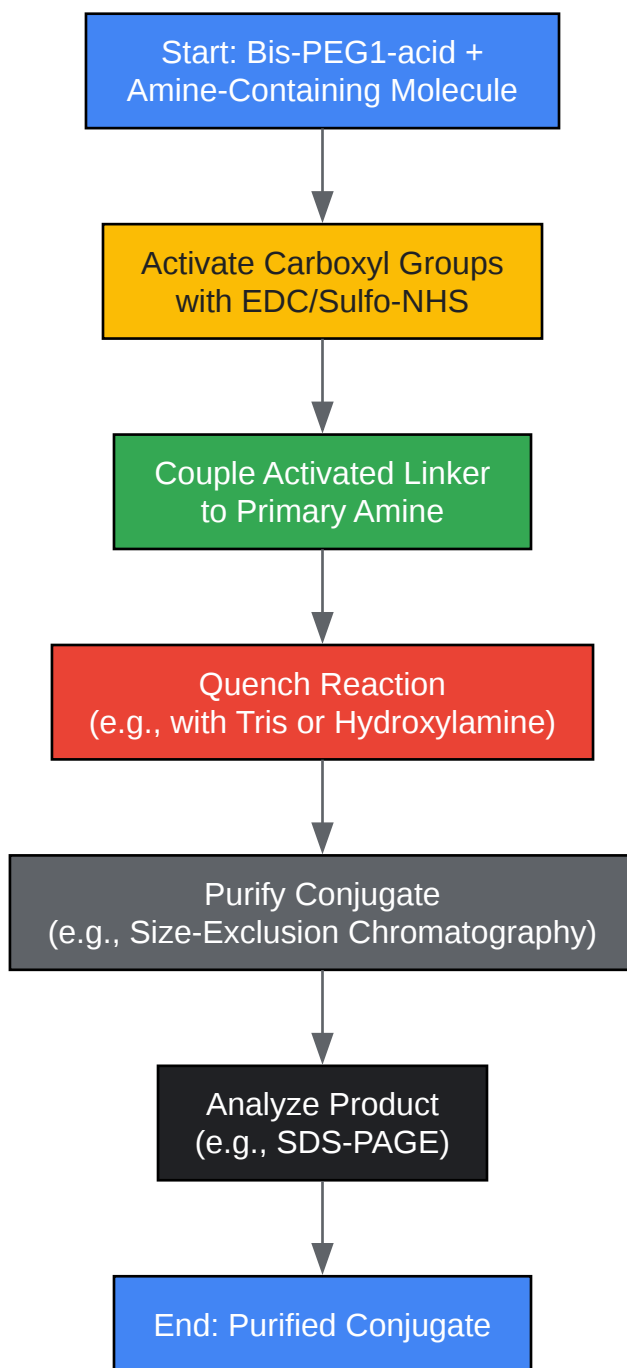 Start: Bis-PEG1-acid +
Amine-Containing Molecule
Activate Carboxyl Groups
with EDC/Sulfo-NHS
Couple Activated Linker
to Primary Amine
Quench Reaction
(e.g., with Tris or Hydroxylamine)
Purify Conjugate
(e.g., Size-Exclusion Chromatography)
Analyze Product
(e.g., SDS-PAGE)
End: Purified Conjugate